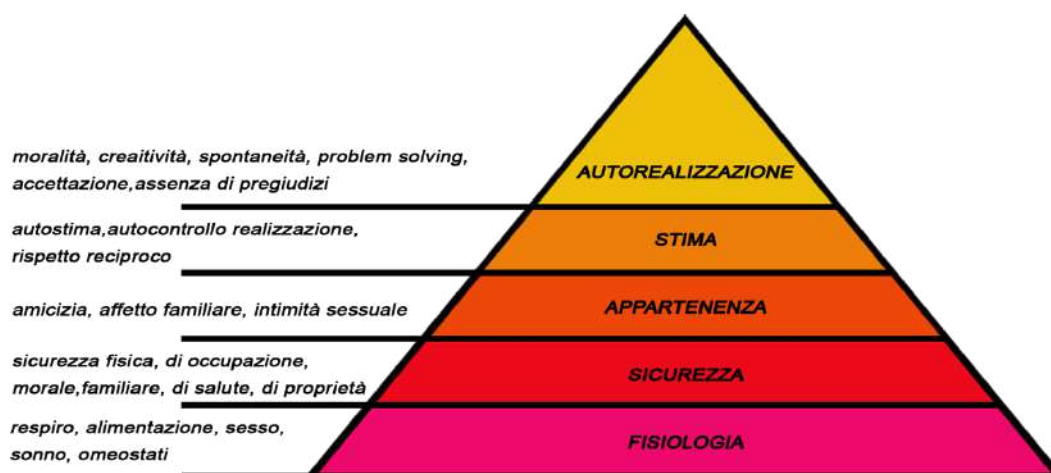 moralità, creaitività, spontaneità, problem solving,
accettazione,assenza di pregiudizi
AUTOREALIZZAZIONE
autostima,autocontrollo realizzazione,
rispetto reciproco
STIMA
amicizia, affetto familiare, intimità sessuale
APPARTENENZA
sicurezza fisica, di occupazione,
morale,familiare, di salute, di proprietà
SICUREZZA
respiro, alimentazione, sesso,
sonno, omeostati
FISIOLOGIA